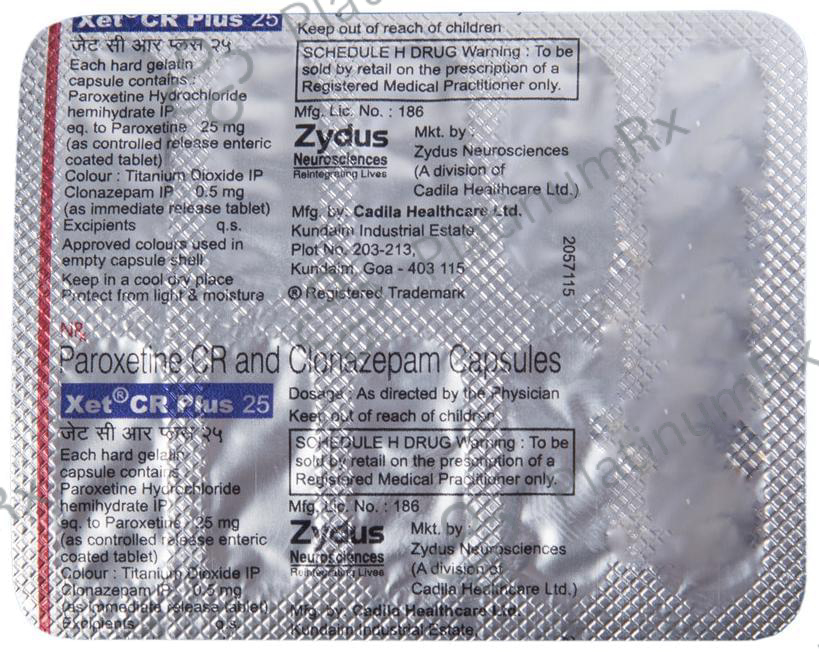 Xet® CR Plus 25
जेट सी आर प्लस २५
Each hard gelatin
capsule contains :
Paroxetine Hydrochloride
hemihydrate IP
eq. to Paroxetine 25 mg
(as controlled release enteric
coated tablet)
Colour : Titanium Dioxide IP
Clonazepam IP 0.5 mg
(as immediate release tablet)
Excipients q.s.
Approved colours used in
empty capsule shell
Keep in a cool dry place
Protect from light & moisture
Keep out of reach of children
SCHEDULE H DRUG Warning : To be
sold by retail on the prescription of a
Registered Medical Practitioner only.
Mfg. Lic. No. : 186
Zydus
Neurosciences
Reintegrating Lives
Mkt. by :
Zydus Neurosciences
(A division of
Cadila Healthcare Ltd.)
Mfg. by: Cadila Healthcare Ltd.
Kundaim Industrial Estate,
Plot No. 203-213,
Kundaim, Goa - 403 115
® Registered Trademark
2057115
NRx
Paroxetine CR and Clonazepam Capsules
Xet® CR Plus 25
जेट सी आर प्लस २५
Each hard gelatin
capsule contains :
Paroxetine Hydrochloride
hemihydrate IP
eq. to Paroxetine 25 mg
(as controlled release enteric
coated tablet)
Colour : Titanium Dioxide IP
Clonazepam IP 0.5 mg
(as immediate release tablet)
Excipients q.s.
Dosage : As directed by the Physician
Keep out of reach of children
SCHEDULE H DRUG Warning : To be
sold by retail on the prescription of a
Registered Medical Practitioner only.
Mfg. Lic. No. : 186
Zydus
Neurosciences
Reintegrating Lives
Mkt. by :
Zydus Neurosciences
(A division of
Cadila Healthcare Ltd.)
Mfg. by: Cadila Healthcare Ltd.
Kundaim Industrial Estate,
PlatinumRx
PlatinumRx